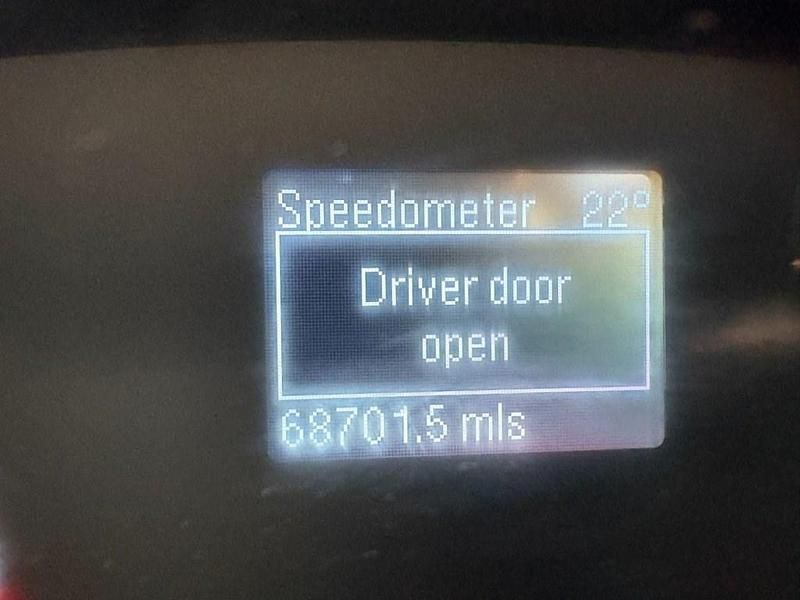 Speedometer 22°
Driver door
open
68701.5 mls